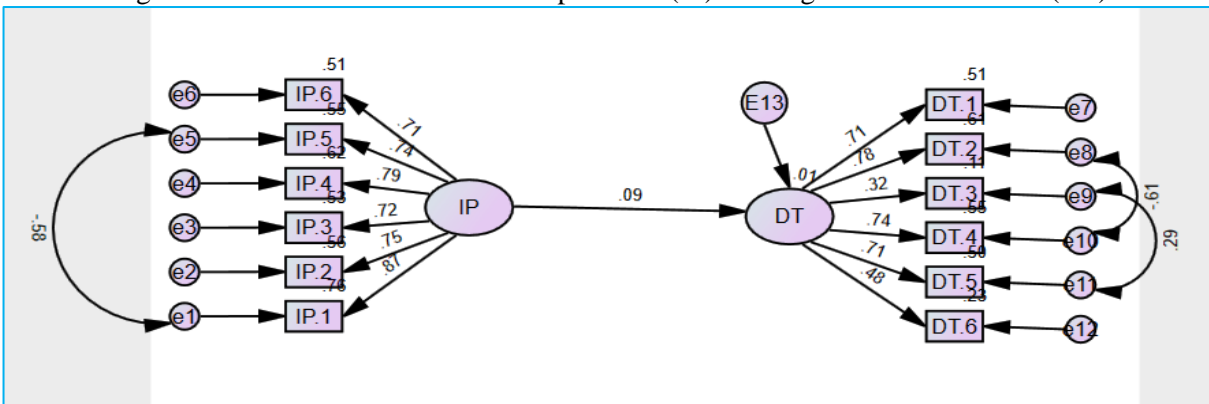 .51
e6 IP.6
.55
e5 IP.5
.62
e4 IP.4
.53
e3 IP.3
.56
e2 IP.2
.76
e1 IP.1
-.58
.71
.74
.79
.72
.75
.87
IP
.09
E13
.01
DT
.71
.78
.32
.74
.71
.48
.51
DT.1 e7
.61
DT.2 e8
.11
DT.3 e9
.55
DT.4 e10
.50
DT.5 e11
.23
DT.6 e12
-.61
.29